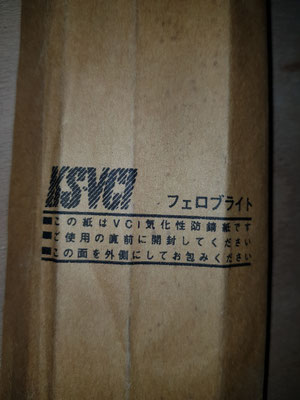 KS-VCI フェロブライト
■この紙はVCI気化性防錆紙です
■ご使用の直前に開封してください
■この面を外側にしてお包みください